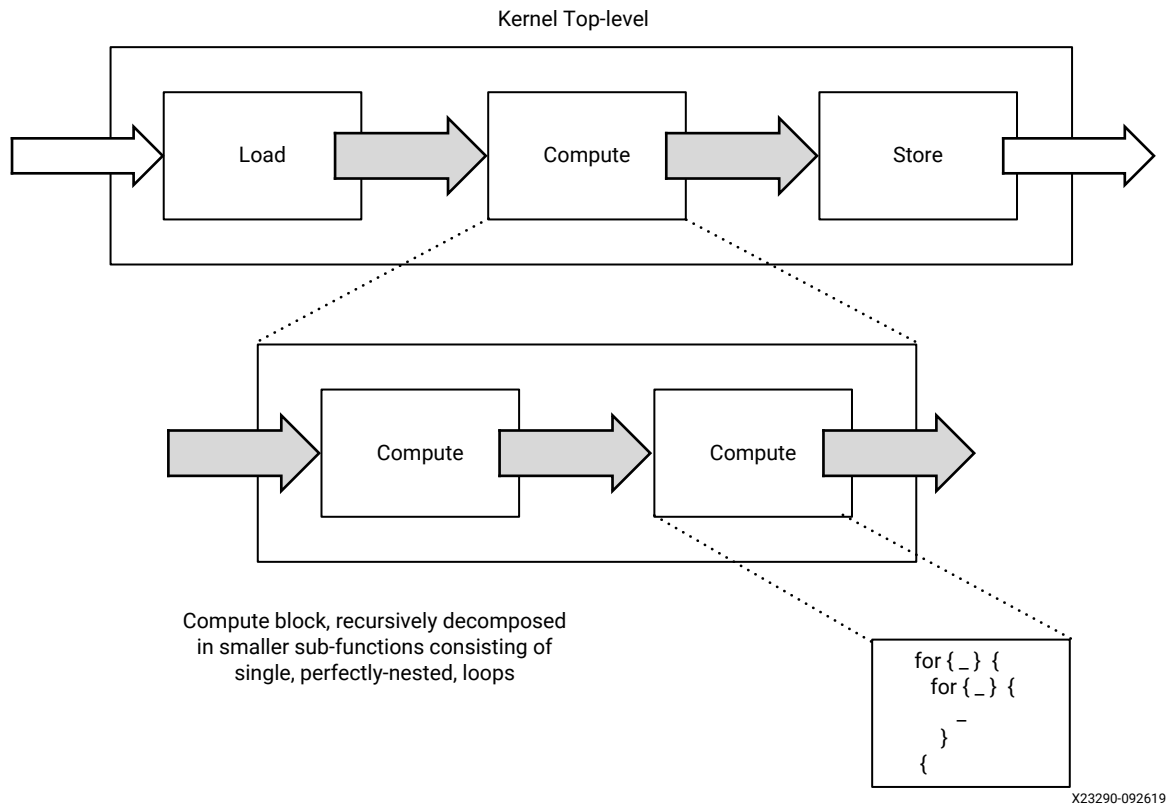 Kernel Top-level
Load
Compute
Store
Compute
Compute
Compute block, recursively decomposed
in smaller sub-functions consisting of
single, perfectly-nested, loops
for { _ } {
for { _ } {
_
}
{
X23290-092619